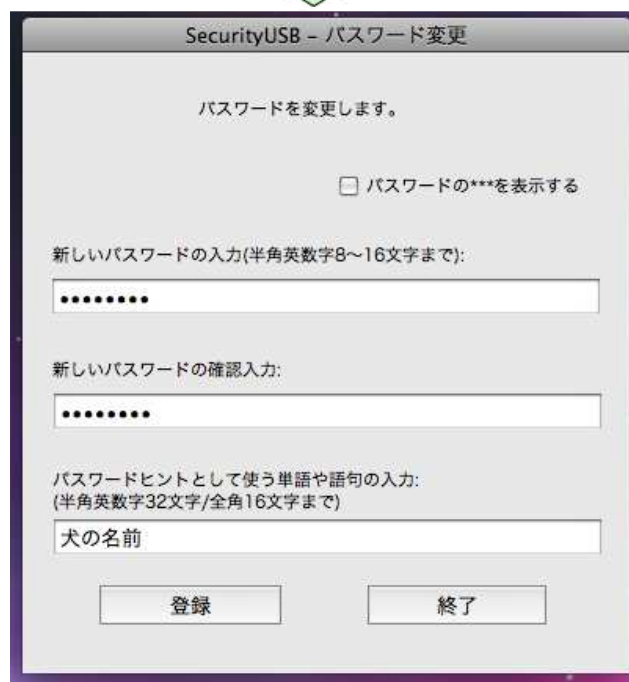 SecurityUSB – パスワード変更
パスワードを変更します。
パスワードの***を表示する
新しいパスワードの入力(半角英数字8〜16文字まで):
••••••••
新しいパスワードの確認入力:
••••••••
パスワードヒントとして使う単語や語句の入力:
(半角英数字32文字/全角16文字まで)
犬の名前
登録 終了